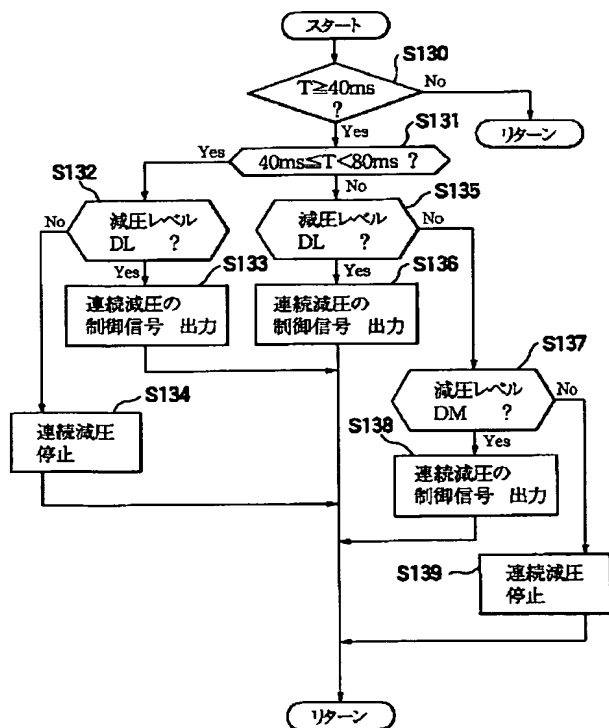 スタート
S130
T≧40ms
?
No
Yes
リターン
S131
40ms≦T<80ms ?
Yes
No
S132
減圧レベル
DL ?
No
Yes
S135
減圧レベル
DL ?
No
Yes
S133
連続減圧の
制御信号 出力
S136
連続減圧の
制御信号 出力
S137
減圧レベル
DM ?
No
Yes
S134
連続減圧
停止
S138
連続減圧の
制御信号 出力
S139
連続減圧
停止
リターン